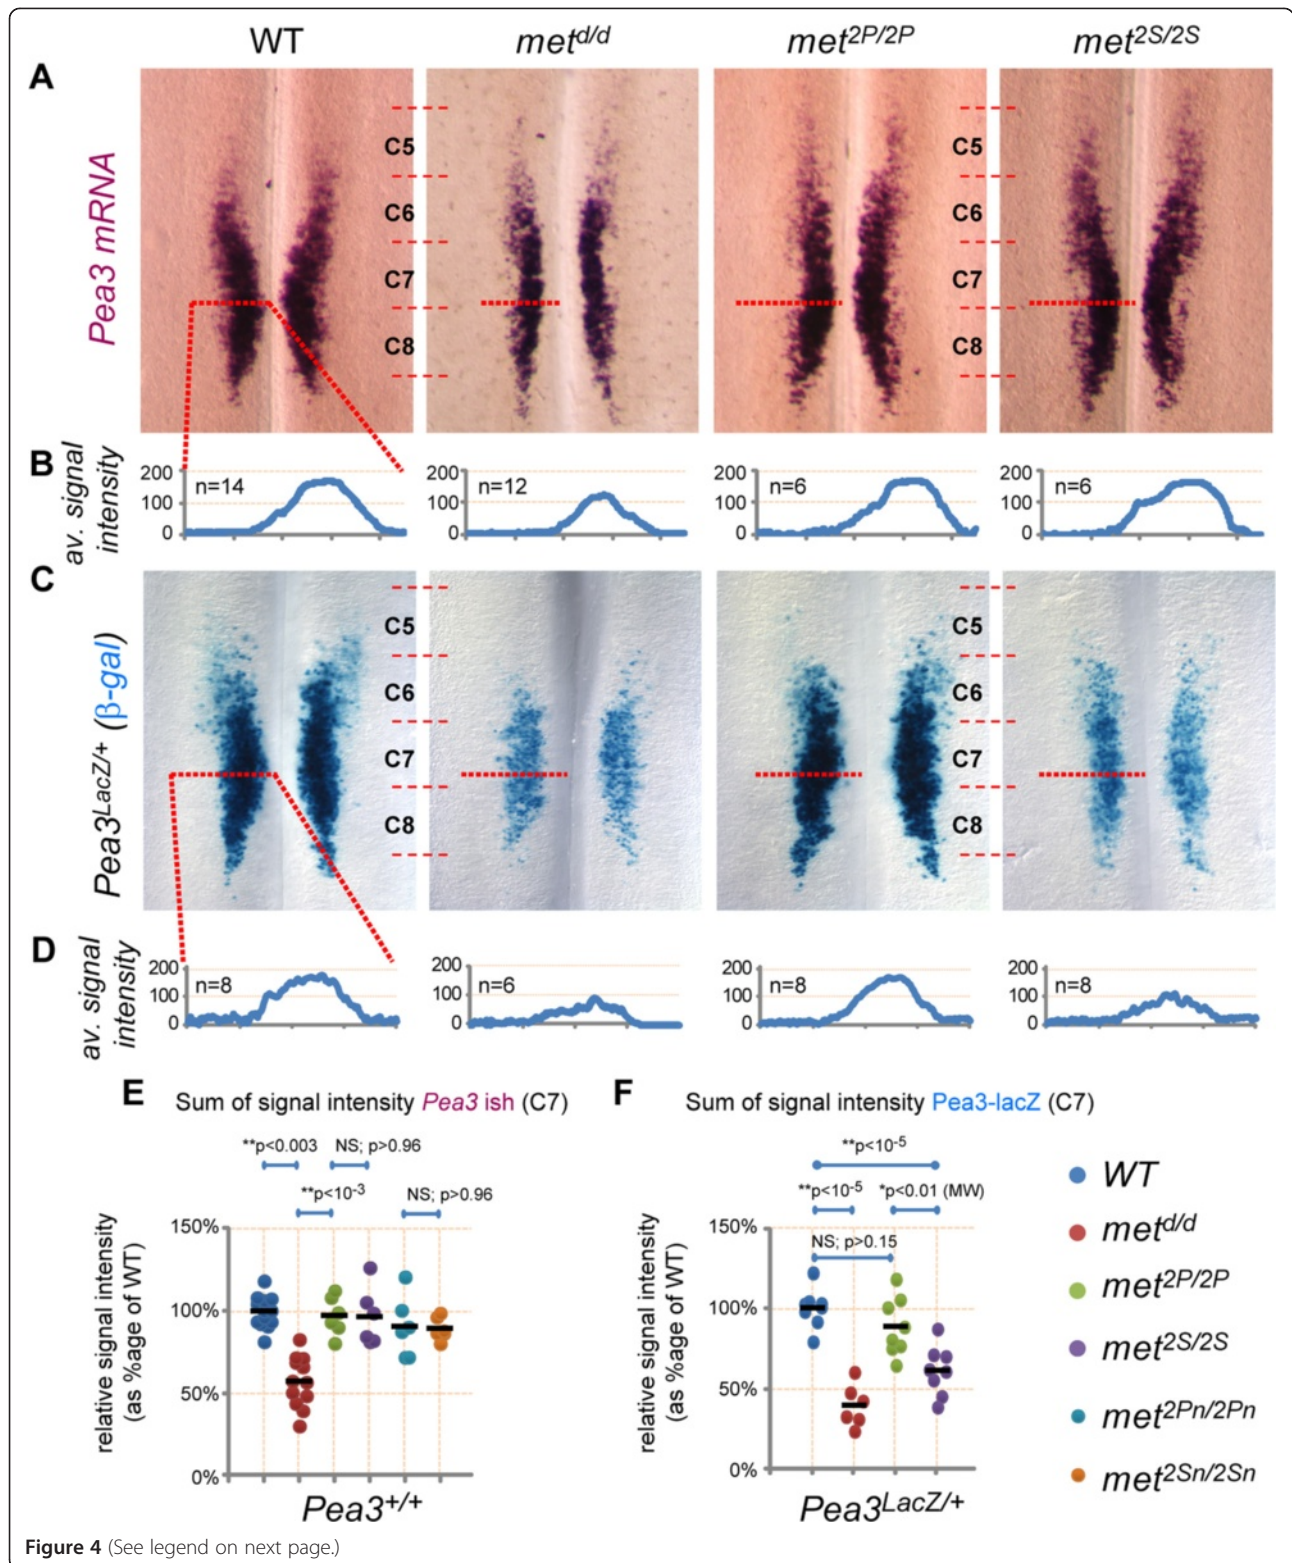 WT met^d/d met^2P/2P met^2S/2S
A
Pea3 mRNA
C5 C5
C6 C6
C7 C7
C8 C8
B
av. signal
intensity
200 200 200 200
100 100 100 100
0 0 0 0
n=14 n=12 n=6 n=6
C
Pea3^LacZ/+ (β-gal)
C5 C5
C6 C6
C7 C7
C8 C8
D
av. signal
intensity
200 200 200 200
100 100 100 100
0 0 0 0
n=8 n=6 n=8 n=8
E
Sum of signal intensity Pea3 ish (C7)
**p<0.003 NS; p>0.96
**p<10^-3 NS; p>0.96
relative signal intensity
(as %age of WT)
150%
100%
50%
0%
Pea3^+/+
F
Sum of signal intensity Pea3-lacZ (C7)
**p<10^-5
**p<10^-5 *p<0.01 (MW)
NS; p>0.15
relative signal intensity
(as %age of WT)
150%
100%
50%
0%
Pea3^LacZ/+
WT
met^d/d
met^2P/2P
met^2S/2S
met^2Pn/2Pn
met^2Sn/2Sn
Figure 4 (See legend on next page.)